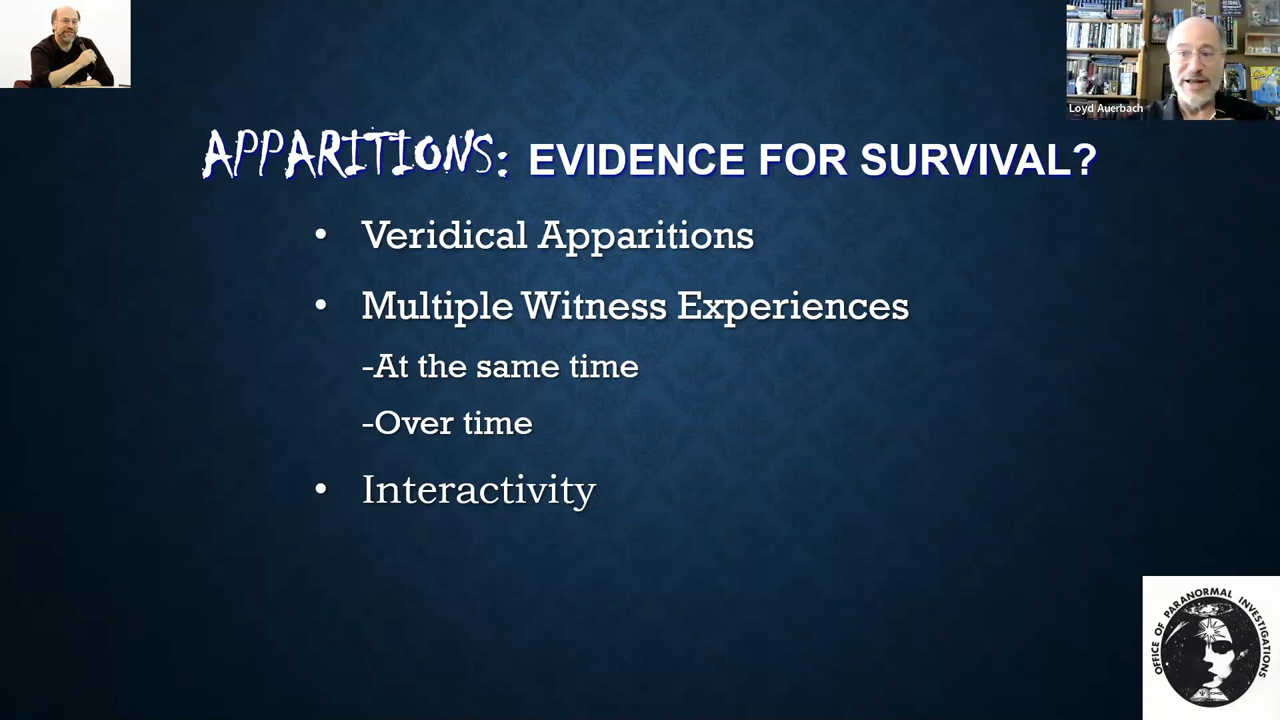 Loyd Auerbach
APPARITIONS: EVIDENCE FOR SURVIVAL?
• Veridical Apparitions
• Multiple Witness Experiences
-At the same time
-Over time
• Interactivity
OFFICE OF PARANORMAL INVESTIGATIONS